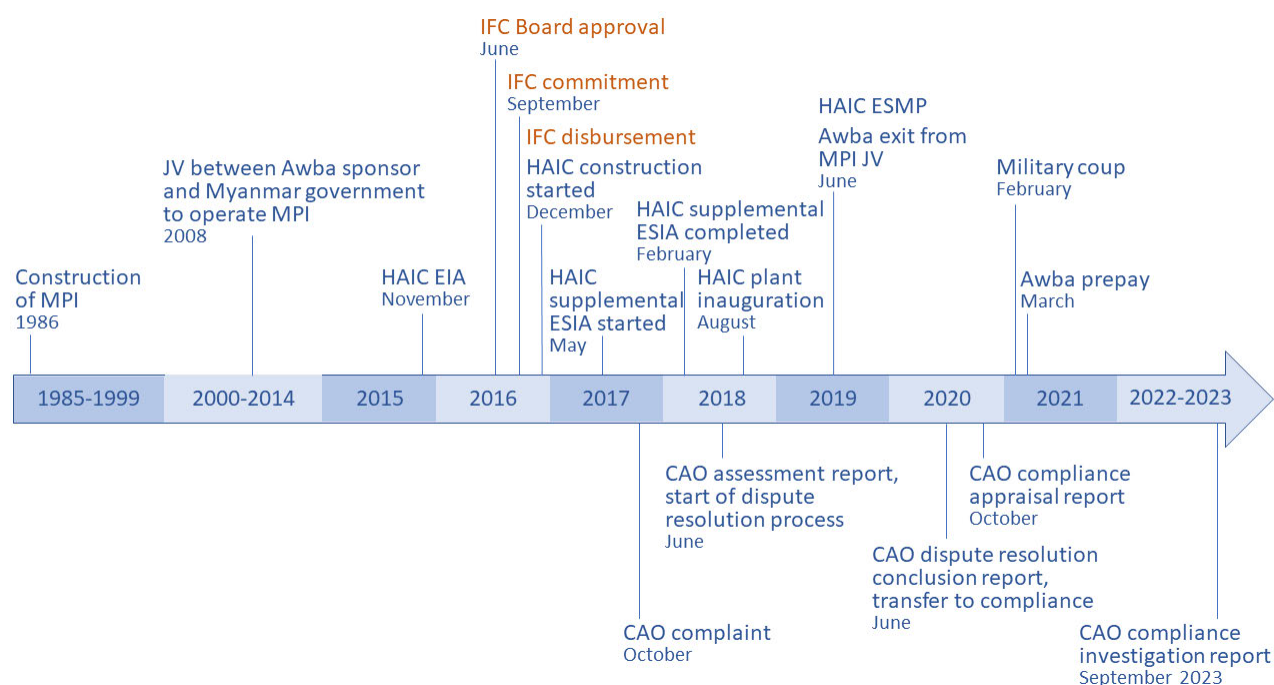 IFC Board approval
June
IFC commitment
September
IFC disbursement
HAIC construction
started
December
JV between Awba sponsor
and Myanmar government
to operate MPI
2008
HAIC ESMP
Awba exit from
MPI JV
June
Military coup
February
HAIC supplemental
ESIA completed
February
Construction
of MPI
1986
HAIC EIA
November
HAIC
supplemental
ESIA started
May
HAIC plant
inauguration
August
Awba prepay
March
1985-1999
2000-2014
2015
2016
2017
2018
2019
2020
2021
2022-2023
CAO assessment report,
start of dispute
resolution process
June
CAO compliance
appraisal report
October
CAO dispute resolution
conclusion report,
transfer to compliance
June
CAO complaint
October
CAO compliance
investigation report
September 2023